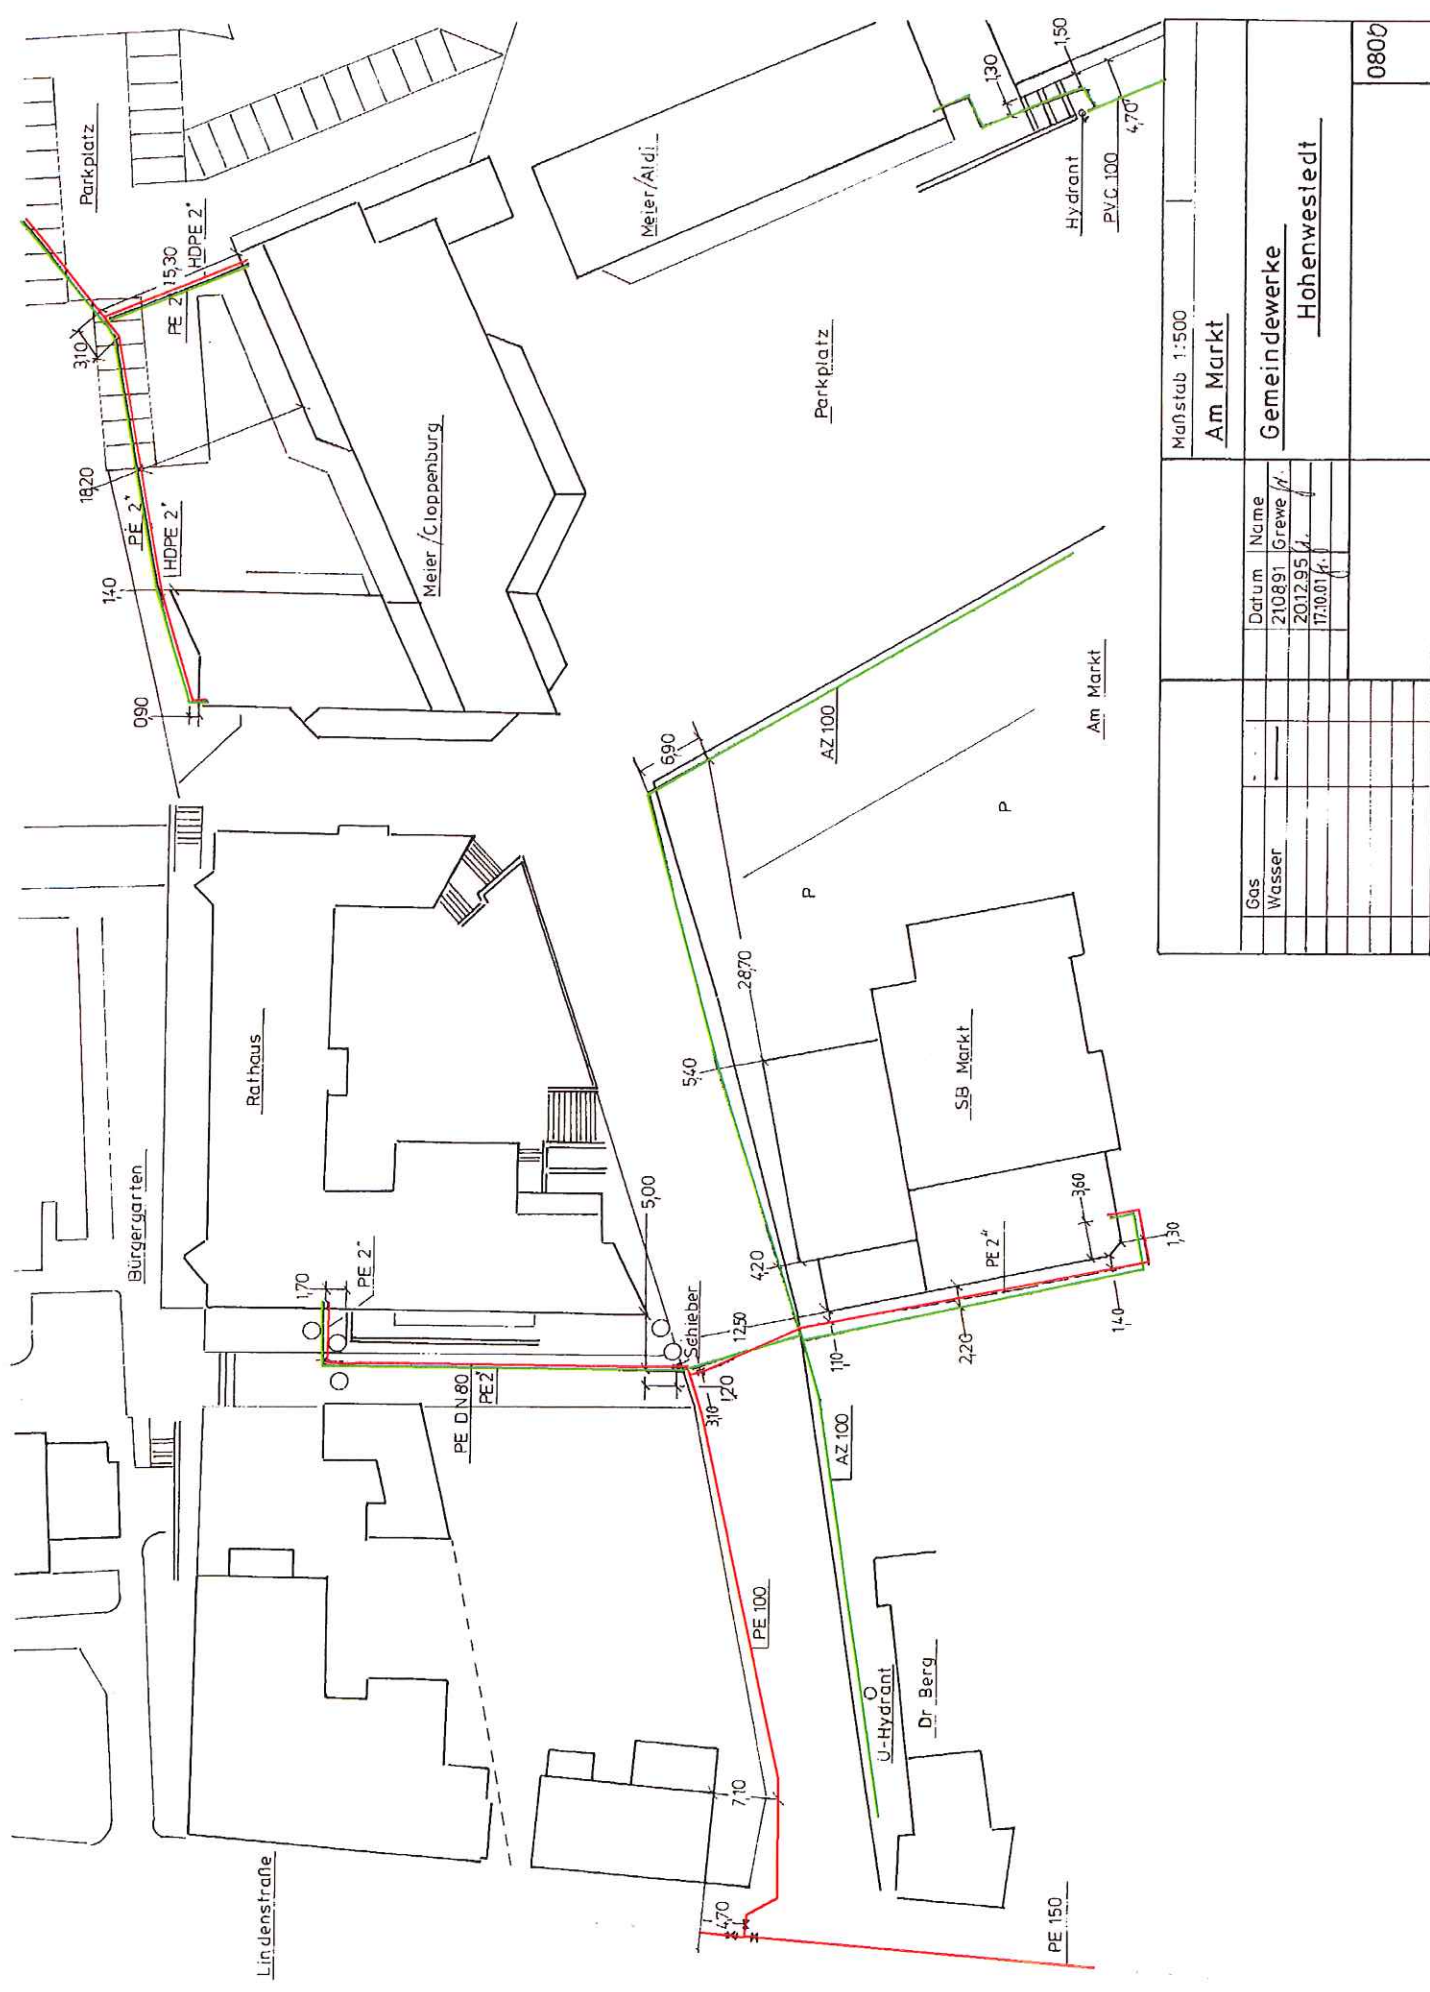 Parkplatz
3,10
PE 2"
15,30
HDPE 2"
18,20
PE 2"
HDPE 2"
1,40
0,90
Meier/Cloppenburg
Meier/Aldi
1,30
1,50
4,70
Hydrant
PVC 100
Parkplatz
Bürgergarten
Rathaus
1,70
PE 2"
5,00
Schieber
PE DN 80
PE 2"
12,50
3,10
1,20
6,90
AZ 100
Am Markt
P
P
28,70
5,40
4,20
SB Markt
3,60
PE 2"
1,30
1,40
2,20
1,10
AZ 100
PE 100
7,10
4,70
Ü-Hydrant
Dr Berg
PE 150
Lindenstraße
Maßstab 1:500
Am Markt
Gemeindewerke
Hohenwestedt
080b
Datum Name
21.08.91 Grewe
20.12.95
17.10.01
Gas
Wasser